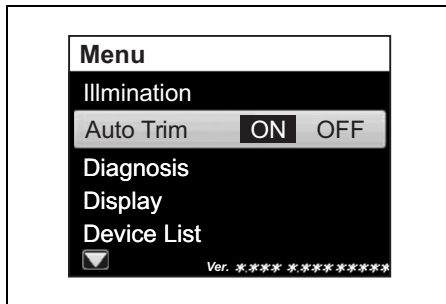 Menu
Illmination
Auto Trim ON OFF
Diagnosis
Display
Device List
Ver. *.*** *.*********